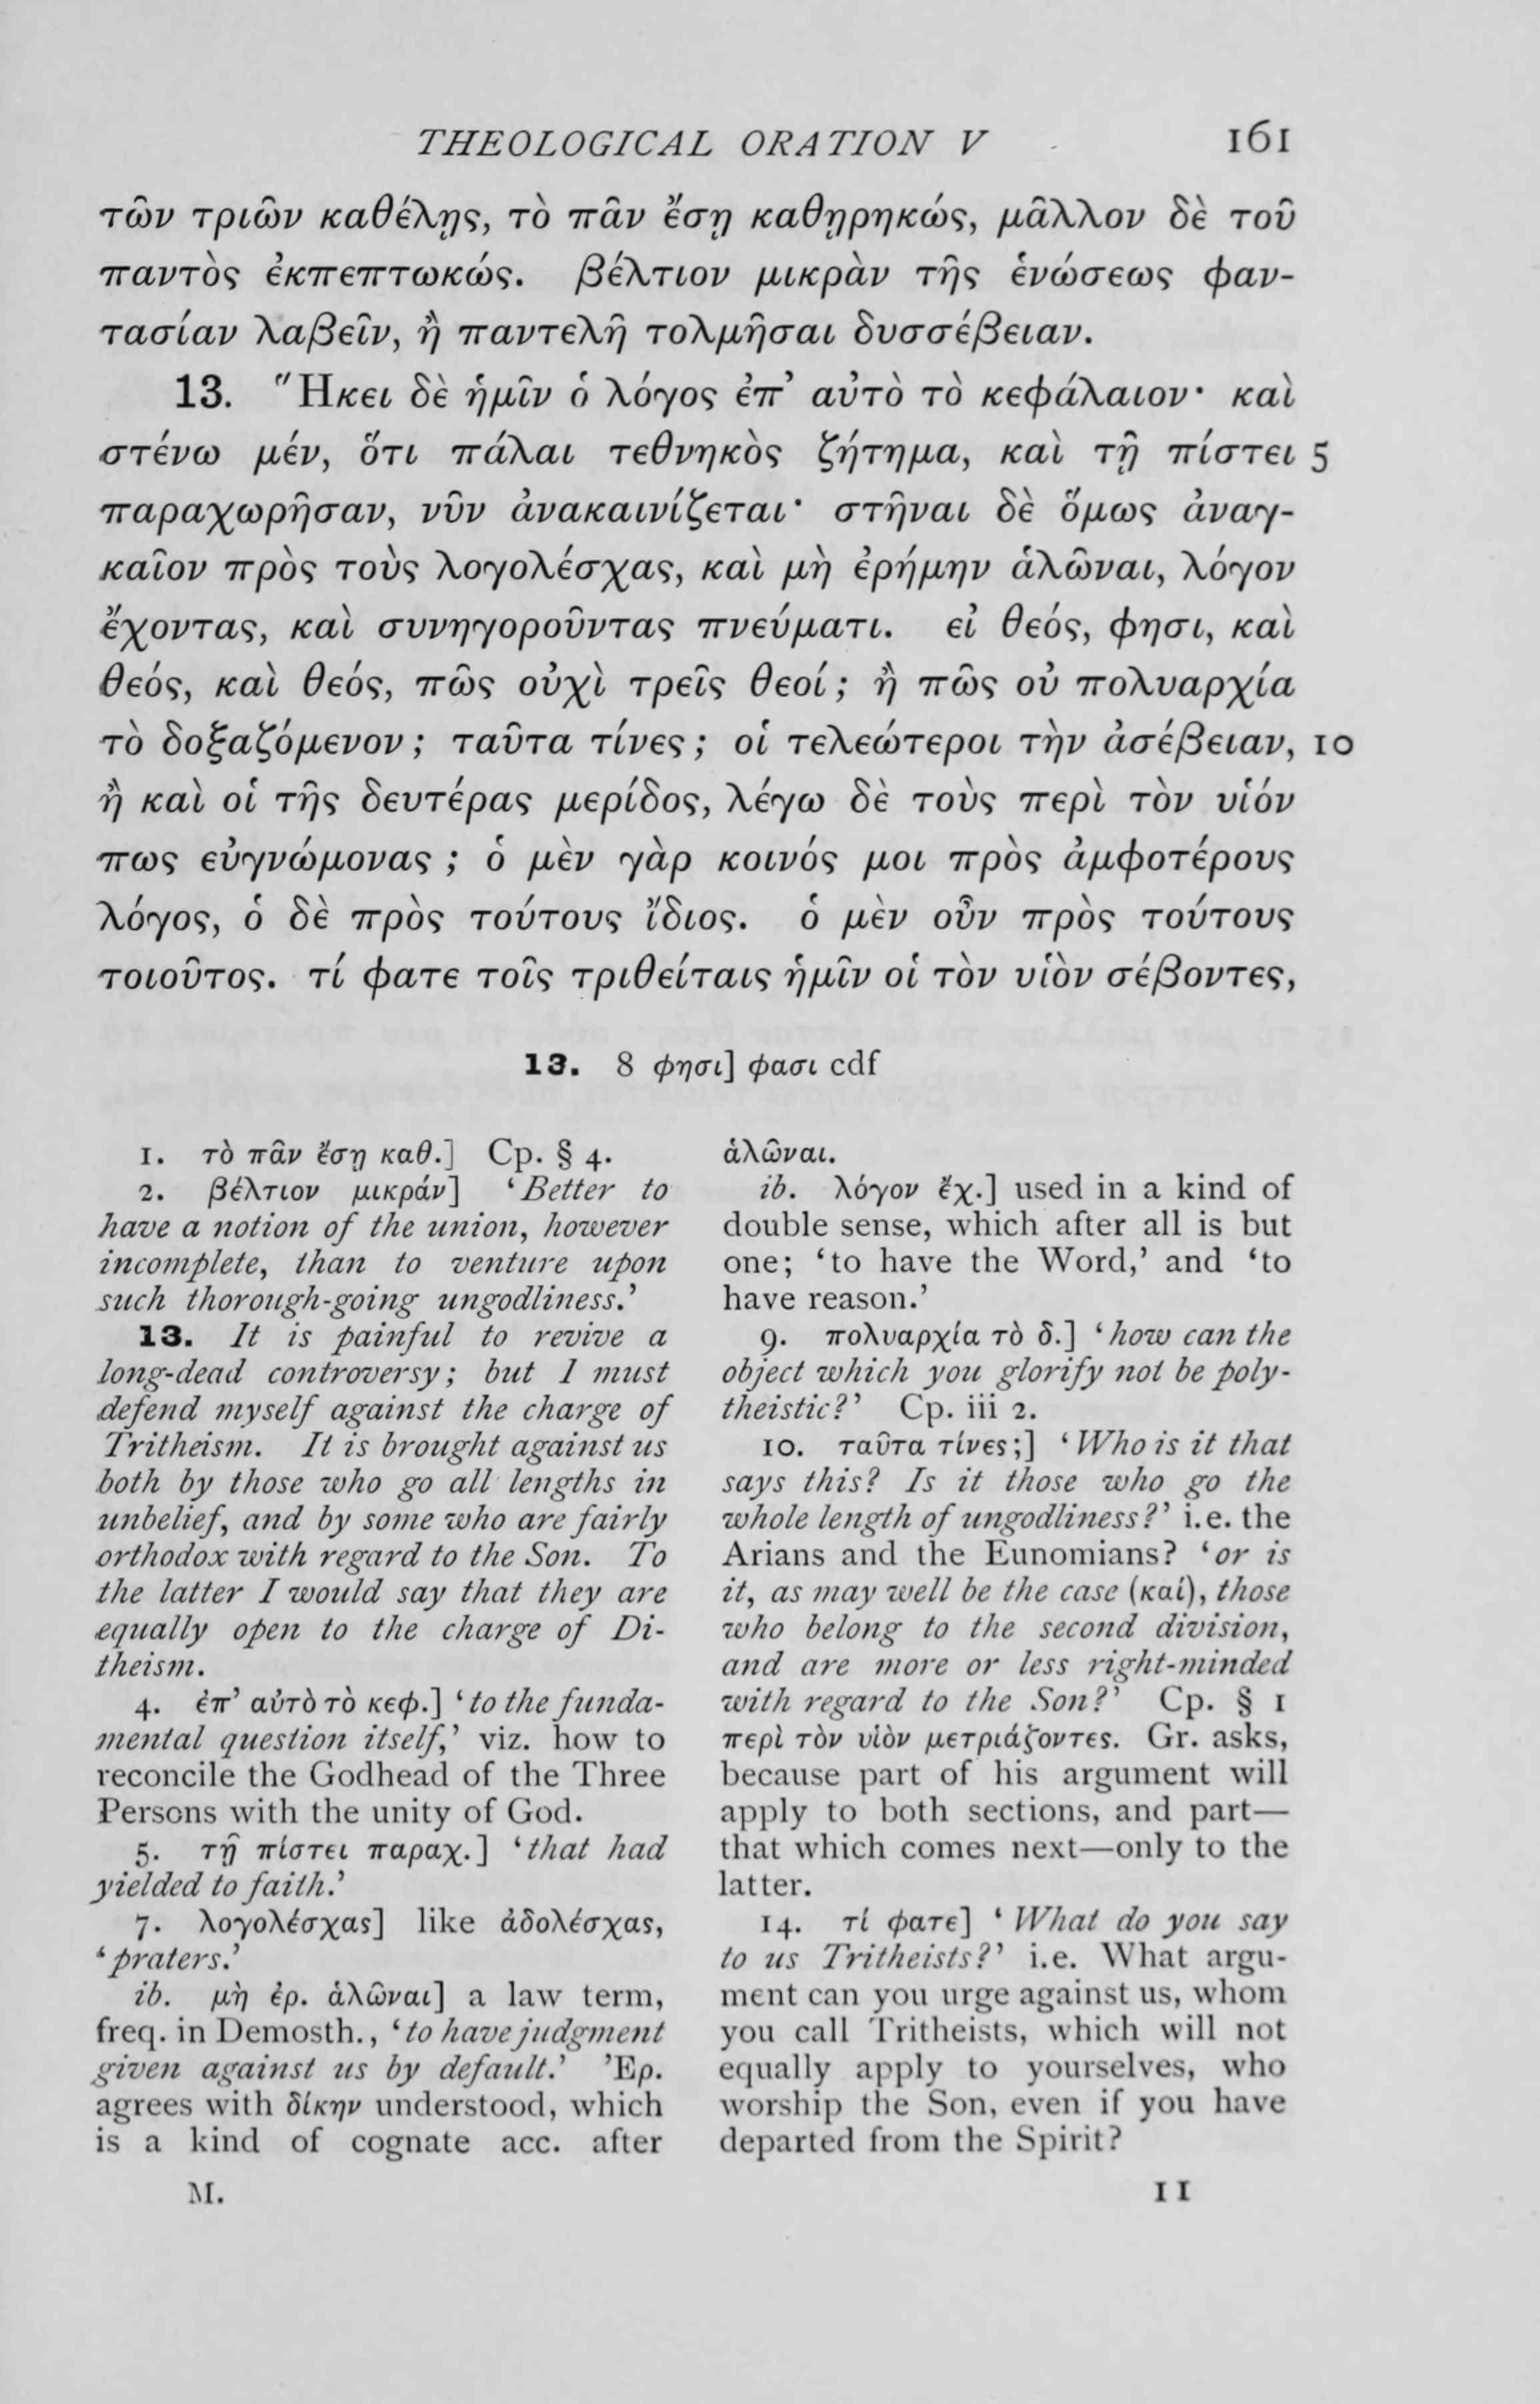 THEOLOGICAL ORATION V 161
τῶν τριῶν καθέλῃς, τὸ πᾶν ἔσῃ καθῃρηκώς, μᾶλλον δὲ τοῦ
παντὸς ἐκπεπτωκώς. βέλτιον μικρὰν τῆς ἑνώσεως φαν-
τασίαν λαβεῖν, ἢ παντελῆ τολμῆσαι δυσσέβειαν.
13. Ἥκει δὲ ἡμῖν ὁ λόγος ἐπ’ αὐτὸ τὸ κεφάλαιον· καὶ
στένω μέν, ὅτι πάλαι τεθνηκὸς ζήτημα, καὶ τῇ πίστει 5
παραχωρῆσαν, νῦν ἀνακαινίζεται· στῆναι δὲ ὅμως ἀναγ-
καῖον πρὸς τοὺς λογολέσχας, καὶ μὴ ἐρήμην ἁλῶναι, λόγον
ἔχοντας, καὶ συνηγοροῦντας πνεύματι. εἰ θεός, φησι, καὶ
θεός, καὶ θεός, πῶς οὐχὶ τρεῖς θεοί; ἢ πῶς οὐ πολυαρχία
τὸ δοξαζόμενον; ταῦτα τίνες; οἱ τελεώτεροι τὴν ἀσέβειαν, 10
ἢ καὶ οἱ τῆς δευτέρας μερίδος, λέγω δὲ τοὺς περὶ τὸν υἱόν
πως εὐγνώμονας; ὁ μὲν γὰρ κοινός μοι πρὸς ἀμφοτέρους
λόγος, ὁ δὲ πρὸς τούτους ἴδιος. ὁ μὲν οὖν πρὸς τούτους
τοιοῦτος. τί φατε τοῖς τριθείταις ἡμῖν οἱ τὸν υἱὸν σέβοντες,
13. 8 φησι] φασι cdf
1. τὸ πᾶν ἔσῃ καθ.] Cp. § 4.
2. βέλτιον μικράν] ‘Better to
have a notion of the union, however
incomplete, than to venture upon
such thorough-going ungodliness.’
13. It is painful to revive a
long-dead controversy; but I must
defend myself against the charge of
Tritheism. It is brought against us
both by those who go all lengths in
unbelief, and by some who are fairly
orthodox with regard to the Son. To
the latter I would say that they are
equally open to the charge of Di-
theism.
4. ἐπ’ αὐτὸ τὸ κεφ.] ‘to the funda-
mental question itself,’ viz. how to
reconcile the Godhead of the Three
Persons with the unity of God.
5. τῇ πίστει παραχ.] ‘that had
yielded to faith.’
7. λογολέσχας] like ἀδολέσχας,
‘praters.’
ib. μὴ ἐρ. ἁλῶναι] a law term,
freq. in Demosth., ‘to have judgment
given against us by default.’ Ἐρ.
agrees with δίκην understood, which
is a kind of cognate acc. after
ἁλῶναι.
ib. λόγον ἔχ.] used in a kind of
double sense, which after all is but
one; ‘to have the Word,’ and ‘to
have reason.’
9. πολυαρχία τὸ δ.] ‘how can the
object which you glorify not be poly-
theistic?’ Cp. iii 2.
10. ταῦτα τίνες;] ‘Who is it that
says this? Is it those who go the
whole length of ungodliness?’ i.e. the
Arians and the Eunomians? ‘or is
it, as may well be the case (καί), those
who belong to the second division,
and are more or less right-minded
with regard to the Son?’ Cp. § 1
περὶ τὸν υἱὸν μετριάζοντες. Gr. asks,
because part of his argument will
apply to both sections, and part—
that which comes next—only to the
latter.
14. τί φατε] ‘What do you say
to us Tritheists?’ i.e. What argu-
ment can you urge against us, whom
you call Tritheists, which will not
equally apply to yourselves, who
worship the Son, even if you have
departed from the Spirit?
M. 11